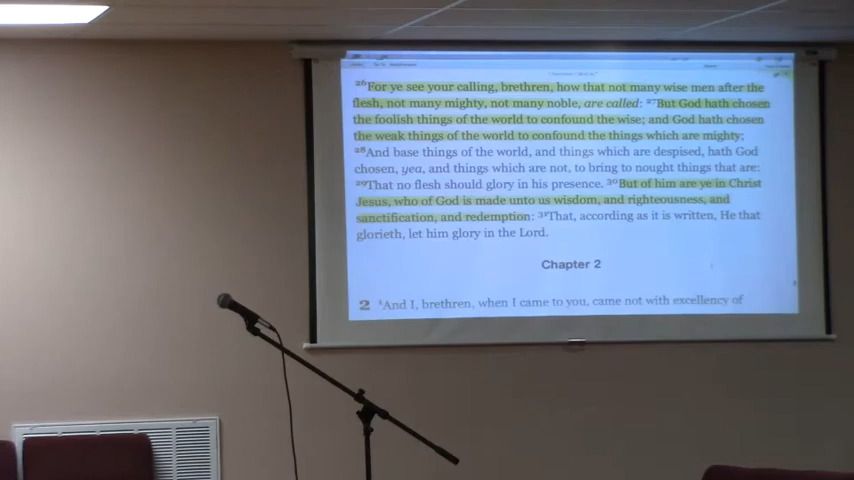 26For ye see your calling, brethren, how that not many wise men after the
flesh, not many mighty, not many noble, are called: 27But God hath chosen
the foolish things of the world to confound the wise; and God hath chosen
the weak things of the world to confound the things which are mighty;
28And base things of the world, and things which are despised, hath God
chosen, yea, and things which are not, to bring to nought things that are:
29That no flesh should glory in his presence. 30But of him are ye in Christ
Jesus, who of God is made unto us wisdom, and righteousness, and
sanctification, and redemption: 31That, according as it is written, He that
glorieth, let him glory in the Lord.
Chapter 2
2 1And I, brethren, when I came to you, came not with excellency of